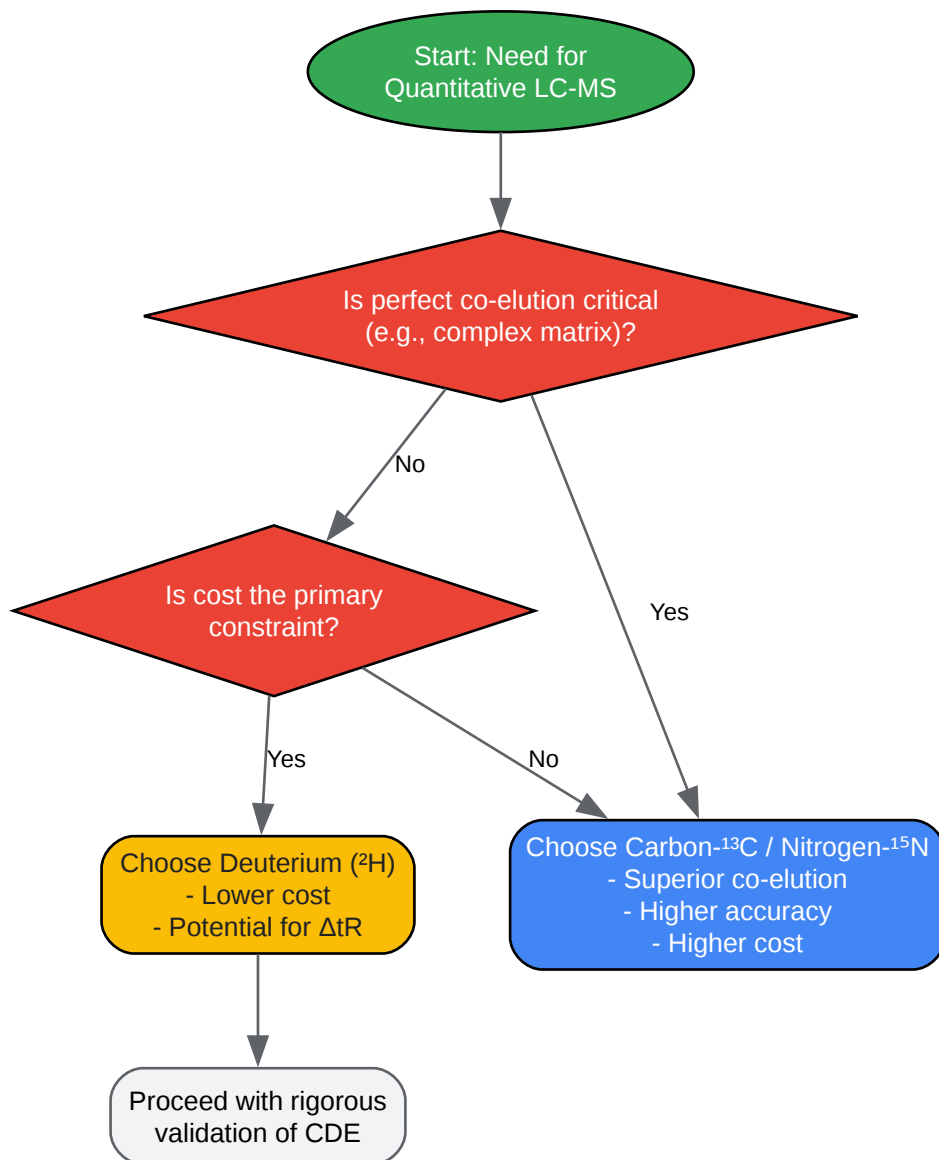 Start: Need for
Quantitative LC-MS
Is perfect co-elution critical
(e.g., complex matrix)?
No
Yes
Is cost the primary
constraint?
Yes
No
Choose Deuterium (²H)
- Lower cost
- Potential for ΔtR
Choose Carbon-¹³C / Nitrogen-¹⁵N
- Superior co-elution
- Higher accuracy
- Higher cost
Proceed with rigorous
validation of CDE